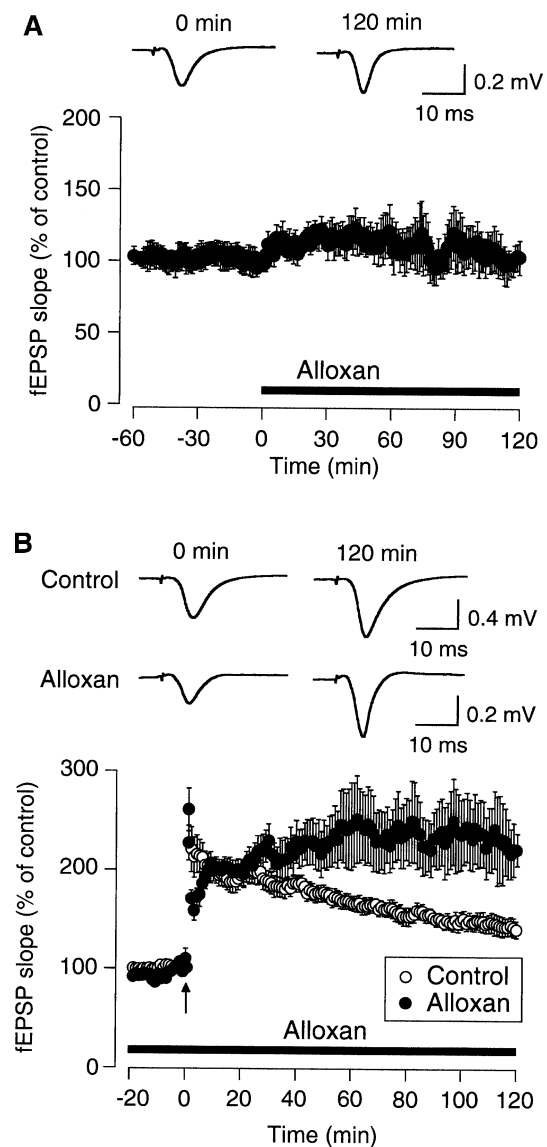 A
0 min
120 min
0.2 mV
10 ms
200
150
100
50
0
fEPSP slope (% of control)
Alloxan
-60 -30 0 30 60 90 120
Time (min)
B
0 min
120 min
Control
0.4 mV
10 ms
Alloxan
0.2 mV
10 ms
300
200
100
0
fEPSP slope (% of control)
Control
Alloxan
Alloxan
-20 0 20 40 60 80 100 120
Time (min)